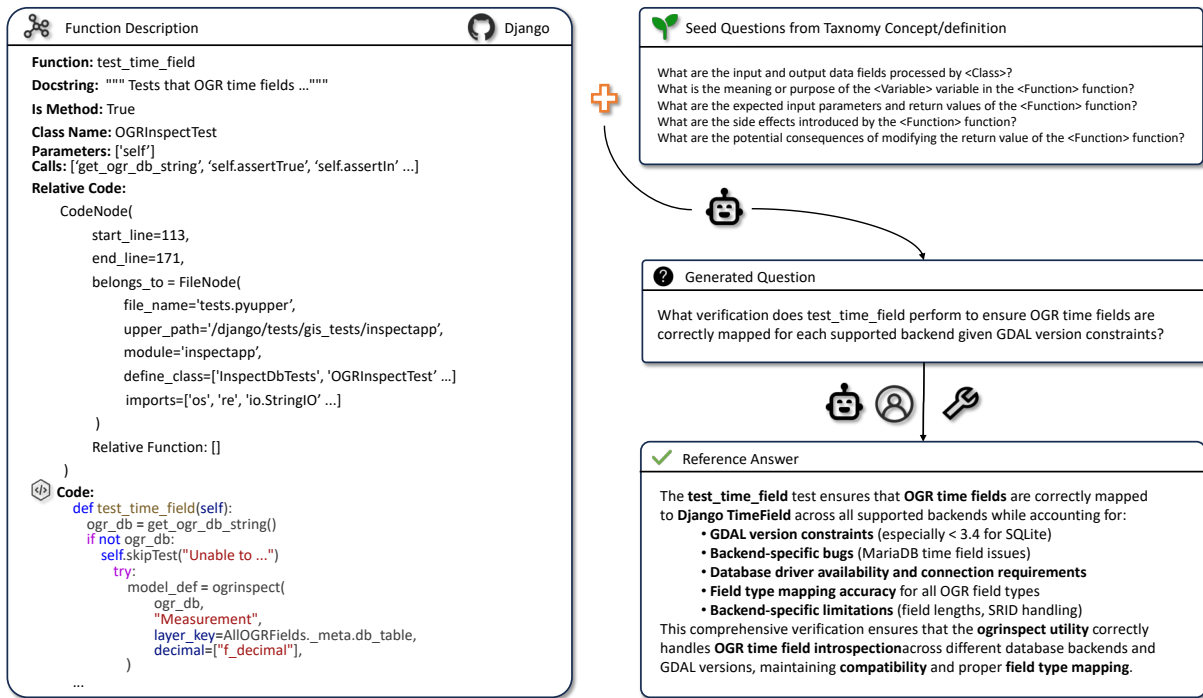 Function Description
Django
Function: test_time_field
Docstring: """ Tests that OGR time fields …"""
Is Method: True
Class Name: OGRInspectTest
Parameters: ['self']
Calls: ['get_ogr_db_string', 'self.assertTrue', 'self.assertIn' ...]
Relative Code:
CodeNode(
start_line=113,
end_line=171,
belongs_to = FileNode(
file_name='tests.pyupper',
upper_path='/django/tests/gis_tests/inspectapp',
module='inspectapp',
define_class=['InspectDbTests', 'OGRInspectTest' …]
imports=['os', 're', 'io.StringIO' ...]
)
Relative Function: []
)
Code:
def test_time_field(self):
ogr_db = get_ogr_db_string()
if not ogr_db:
self.skipTest("Unable to ...")
try:
model_def = ogrinspect(
ogr_db,
"Measurement",
layer_key=AllOGRFields._meta.db_table,
decimal=["f_decimal"],
)
...
Seed Questions from Taxnomy Concept/definition
What are the input and output data fields processed by <Class>?
What is the meaning or purpose of the <Variable> variable in the <Function> function?
What are the expected input parameters and return values of the <Function> function?
What are the side effects introduced by the <Function> function?
What are the potential consequences of modifying the return value of the <Function> function?
Generated Question
What verification does test_time_field perform to ensure OGR time fields are
correctly mapped for each supported backend given GDAL version constraints?
Reference Answer
The test_time_field test ensures that OGR time fields are correctly mapped
to Django TimeField across all supported backends while accounting for:
• GDAL version constraints (especially < 3.4 for SQLite)
• Backend-specific bugs (MariaDB time field issues)
• Database driver availability and connection requirements
• Field type mapping accuracy for all OGR field types
• Backend-specific limitations (field lengths, SRID handling)
This comprehensive verification ensures that the ogrinspect utility correctly
handles OGR time field introspectionacross different database backends and
GDAL versions, maintaining compatibility and proper field type mapping.